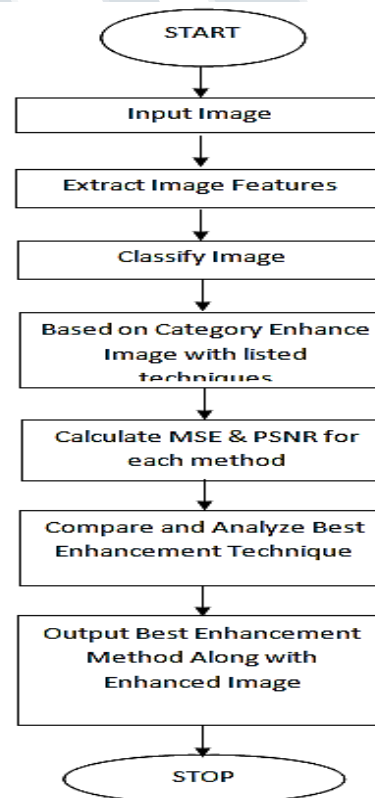 START
Input Image
Extract Image Features
Classify Image
Based on Category Enhance
Image with listed
techniques
Calculate MSE & PSNR for
each method
Compare and Analyze Best
Enhancement Technique
Output Best Enhancement
Method Along with
Enhanced Image
STOP